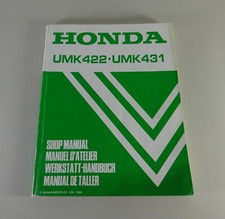 HONDA
UMK422·UMK431
SHOP MANUAL
MANUEL D'ATELIER
WERKSTATT-HANDBUCH
MANUAL DE TALLER